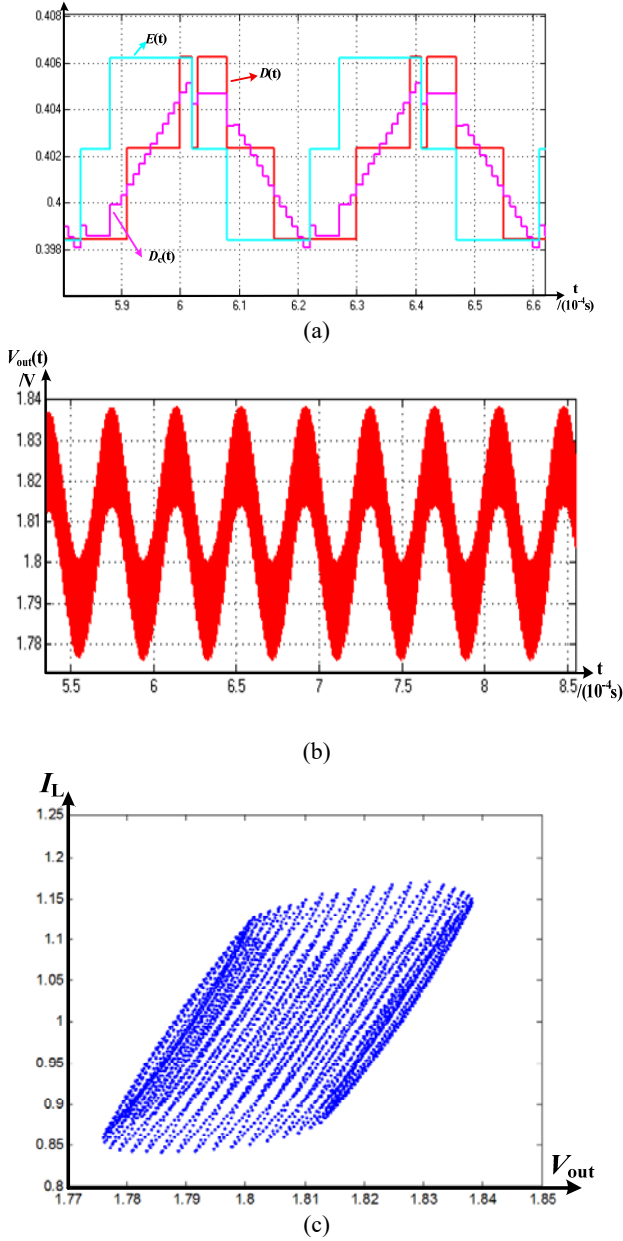 0.408
0.406
0.404
0.402
0.4
0.398
E(t)
D(t)
Dc(t)
5.9 6 6.1 6.2 6.3 6.4 6.5 6.6
t
/(10⁻⁴s)
(a)
Vout(t)
/V
1.84
1.83
1.82
1.81
1.8
1.79
1.78
5.5 6 6.5 7 7.5 8 8.5
t
/(10⁻⁴s)
(b)
IL
1.25
1.2
1.15
1.1
1.05
1
0.95
0.9
0.85
0.8
1.77 1.78 1.79 1.8 1.81 1.82 1.83 1.84 1.85
Vout
(c)